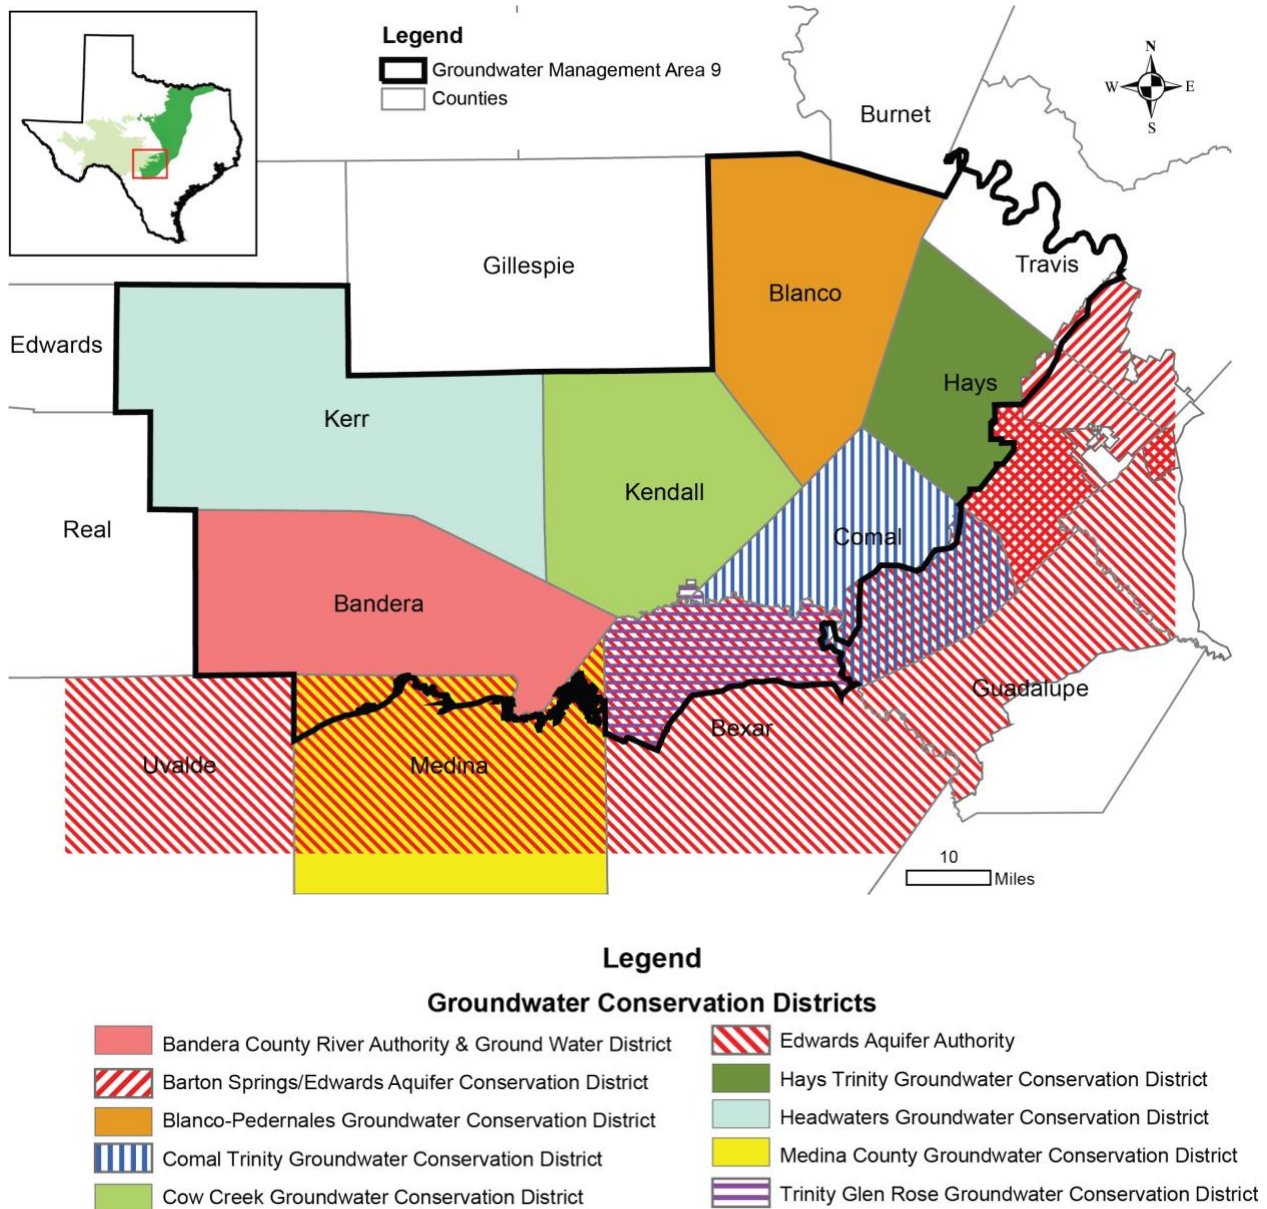 Legend
Groundwater Management Area 9
Counties
N
W E
S
Burnet
Travis
Gillespie
Blanco
Edwards
Hays
Kerr
Kendall
Real
Comal
Bandera
Guadalupe
Bexar
Uvalde
Medina
10
Miles
Legend
Groundwater Conservation Districts
Bandera County River Authority & Ground Water District
Barton Springs/Edwards Aquifer Conservation District
Blanco-Pedernales Groundwater Conservation District
Comal Trinity Groundwater Conservation District
Cow Creek Groundwater Conservation District
Edwards Aquifer Authority
Hays Trinity Groundwater Conservation District
Headwaters Groundwater Conservation District
Medina County Groundwater Conservation District
Trinity Glen Rose Groundwater Conservation District